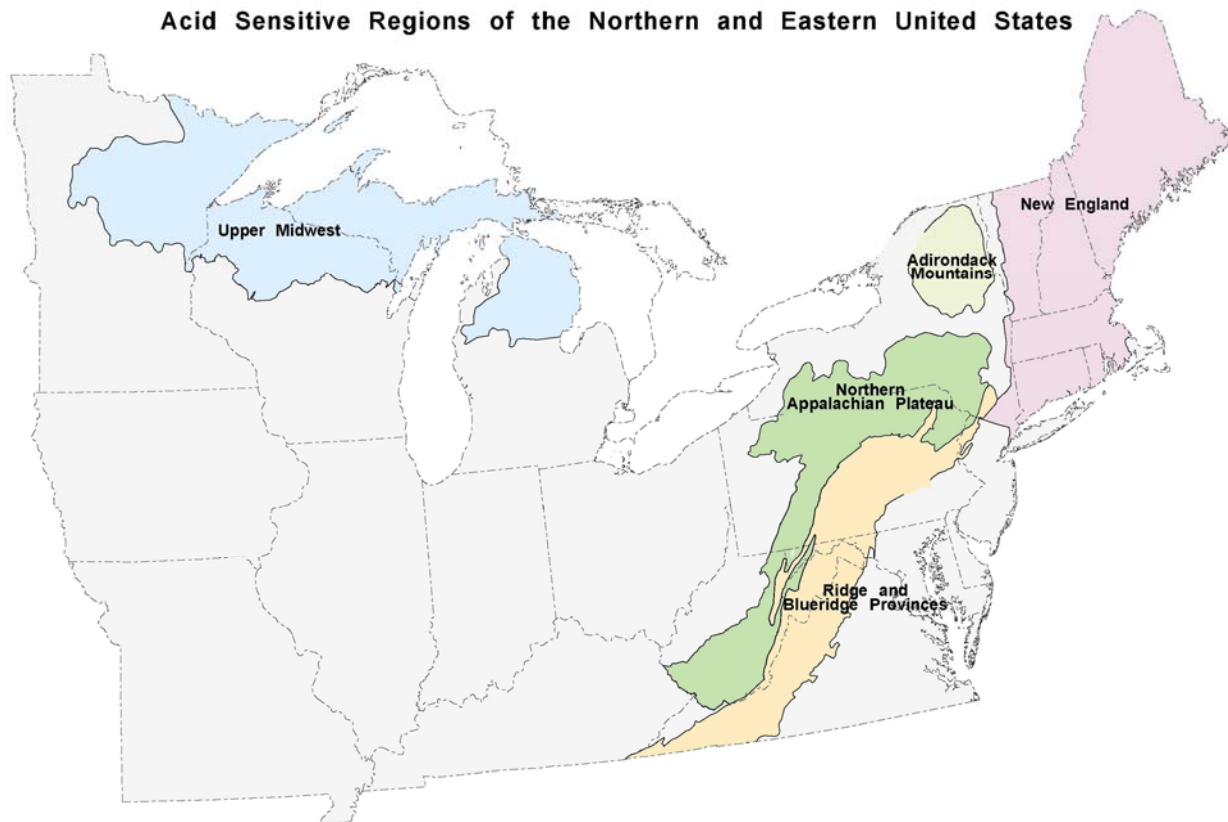 Acid Sensitive Regions of the Northern and Eastern United States
Upper Midwest
New England
Adirondack
Mountains
Northern
Appalachian Plateau
Ridge and
Blueridge Provinces